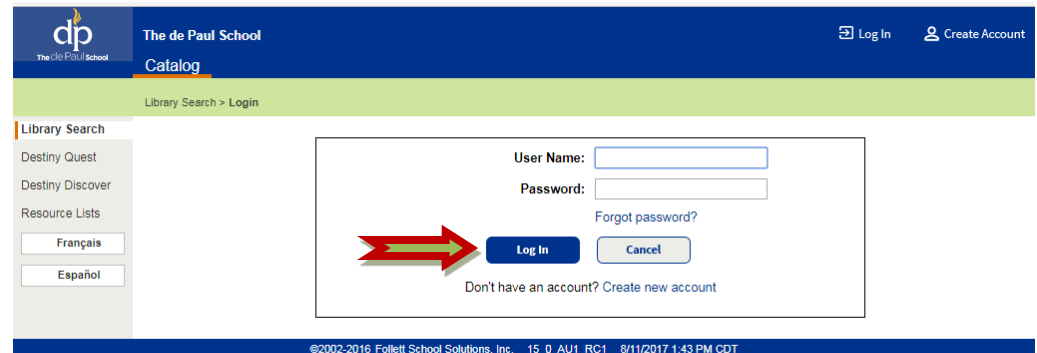 dp
The de Paul School
The de Paul School
Log In
Create Account
Catalog
Library Search > Login
Library Search
Destiny Quest
Destiny Discover
Resource Lists
Français
Español
User Name:
Password:
Forgot password?
Log In
Cancel
Don't have an account? Create new account
©2002-2016 Follett School Solutions, Inc. 15_0_AU1_RC1 8/11/2017 1:43 PM CDT